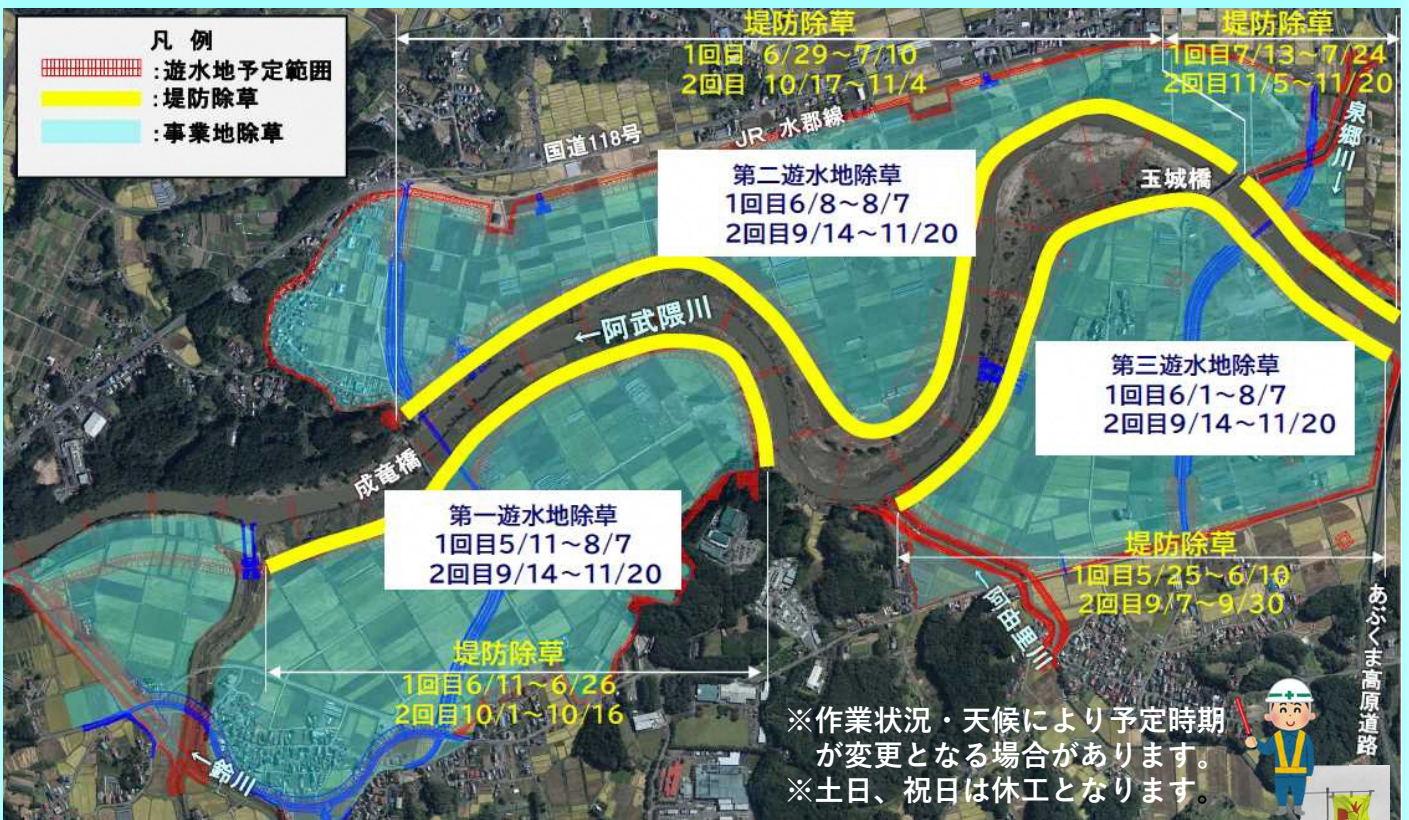 凡 例
:遊水地予定範囲
:堤防除草
:事業地除草
堤防除草
1回目 6/29～7/10
2回目 10/17～11/4
堤防除草
1回目7/13～7/24
2回目11/5～11/20
泉郷川→
国道118号
JR 水郡線
第二遊水地除草
1回目6/8～8/7
2回目9/14～11/20
玉城橋
←阿武隈川
第三遊水地除草
1回目6/1～8/7
2回目9/14～11/20
成竜橋
第一遊水地除草
1回目5/11～8/7
2回目9/14～11/20
堤防除草
1回目5/25～6/10
2回目9/7～9/30
←阿由里川
あぶくま高原道路
堤防除草
1回目6/11～6/26
2回目10/1～10/16
←鈴川
※作業状況・天候により予定時期
が変更となる場合があります。
※土日、祝日は休工となります。